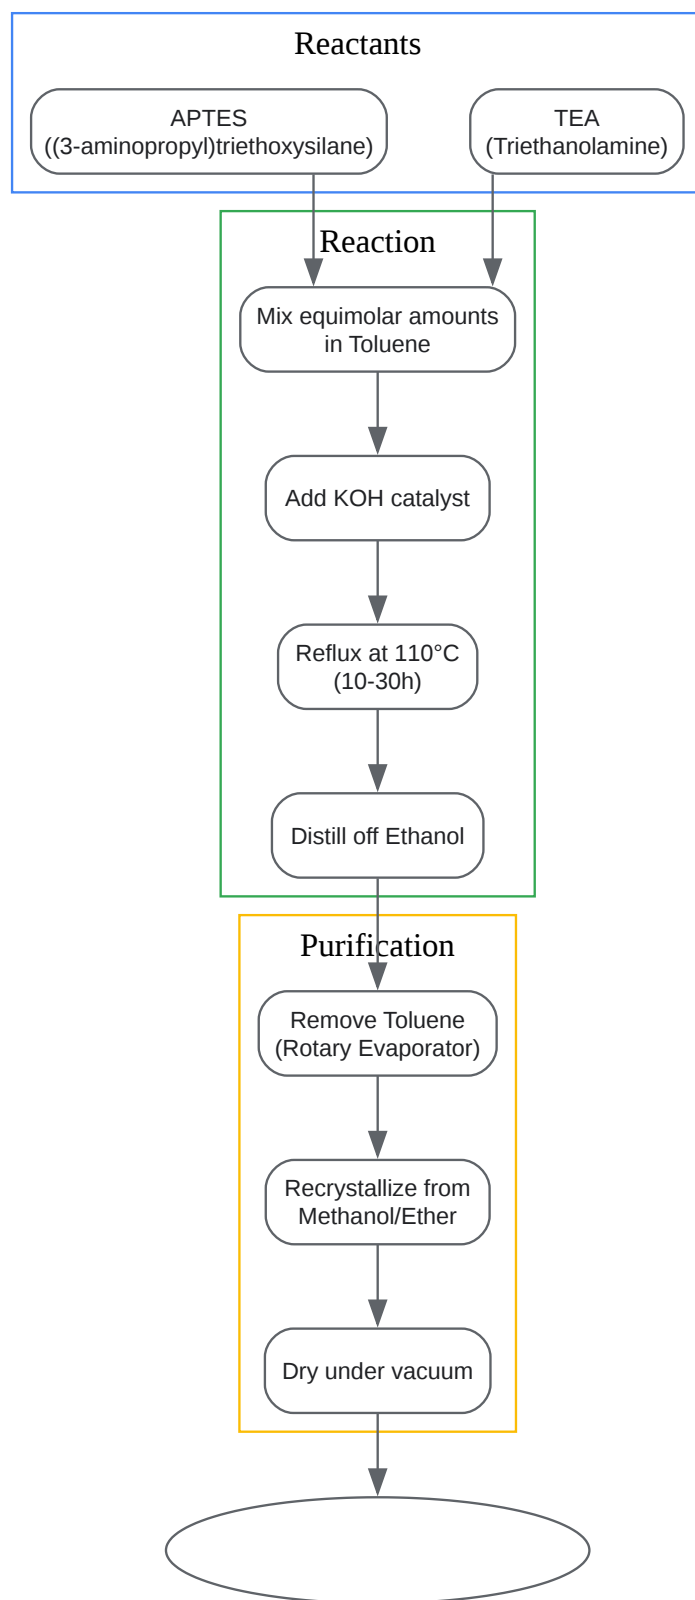 Reactants
APTES
((3-aminopropyl)triethoxysilane)
TEA
(Triethanolamine)
Reaction
Mix equimolar amounts
in Toluene
Add KOH catalyst
Reflux at 110°C
(10-30h)
Distill off Ethanol
Purification
Remove Toluene
(Rotary Evaporator)
Recrystallize from
Methanol/Ether
Dry under vacuum